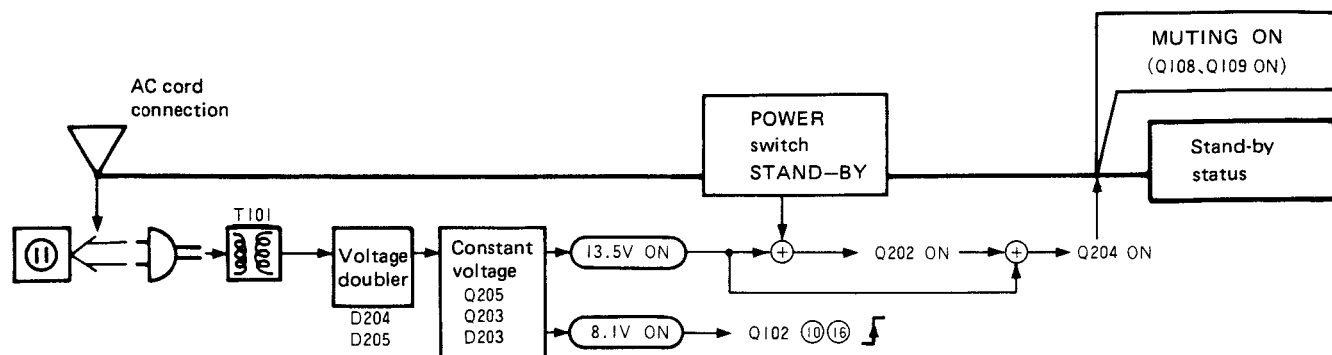 AC cord
connection
POWER
switch
STAND–BY
MUTING ON
(Q108、Q109 ON)
Stand-by
status
T101
Voltage
doubler
D204
D205
Constant
voltage
Q205
Q203
D203
13.5V ON
+
Q202 ON
+
Q204 ON
8.1V ON
Q102 ⑩⑯